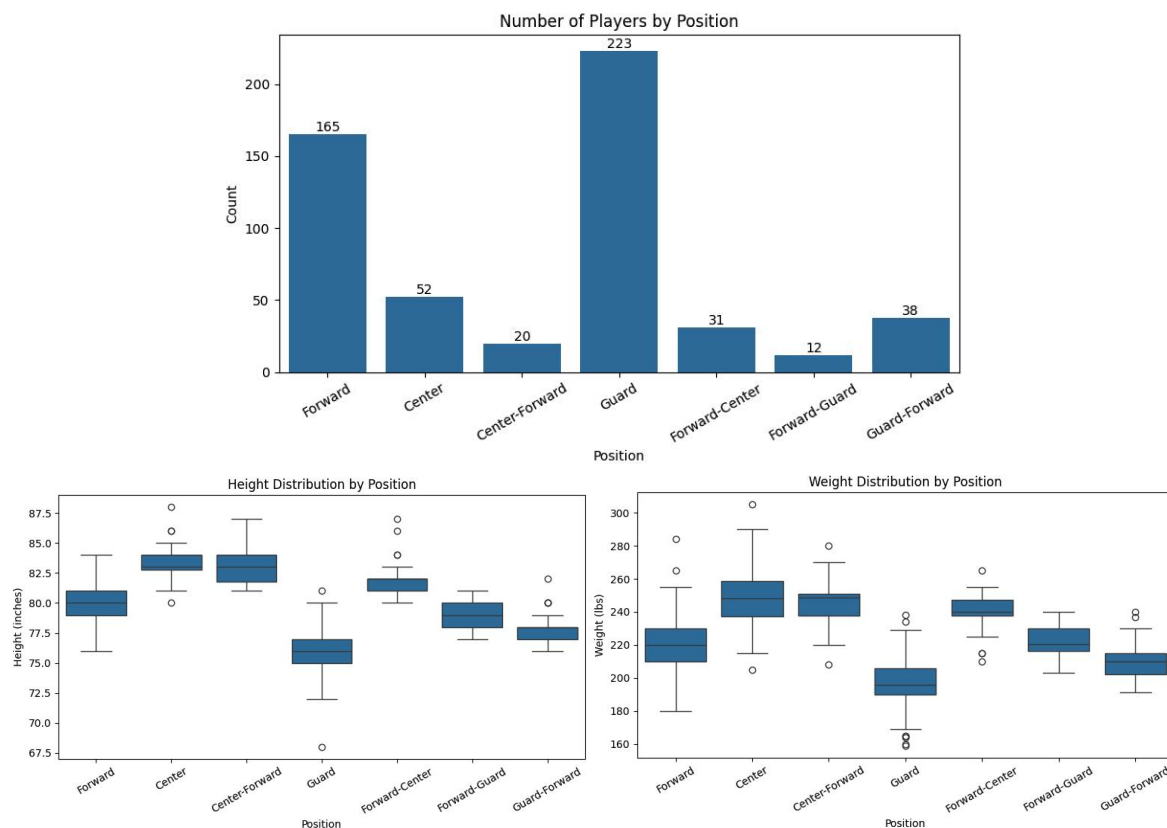 Number of Players by Position
223
200
165
150
Count
100
52
50
38
31
20
12
0
Forward
Center
Center-Forward
Guard
Forward-Center
Forward-Guard
Guard-Forward
Position
Height Distribution by Position
87.5
85.0
82.5
80.0
Height (inches)
77.5
75.0
72.5
70.0
67.5
Forward
Center
Center-Forward
Guard
Forward-Center
Forward-Guard
Guard-Forward
Position
Weight Distribution by Position
300
280
260
240
Weight (lbs)
220
200
180
160
Forward
Center
Center-Forward
Guard
Forward-Center
Forward-Guard
Guard-Forward
Position